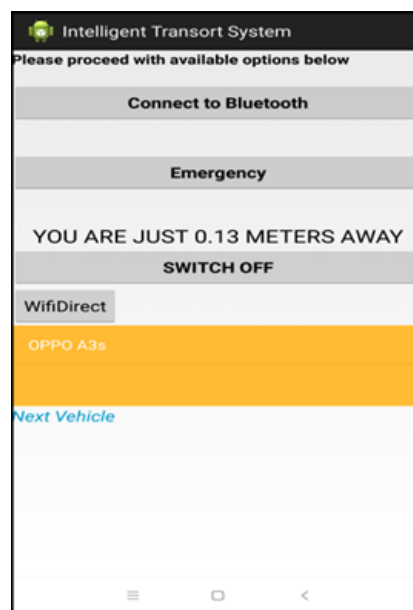 Intelligent Transort System
Please proceed with available options below
Connect to Bluetooth
Emergency
YOU ARE JUST 0.13 METERS AWAY
SWITCH OFF
WifiDirect
OPPO A3s
Next Vehicle